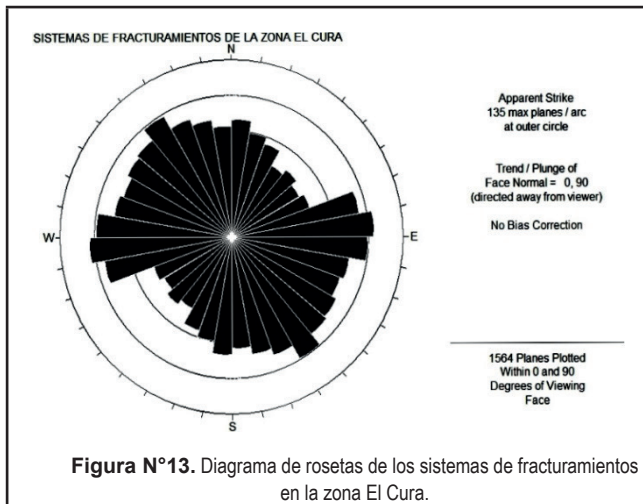 SISTEMAS DE FRACTURAMIENTOS DE LA ZONA EL CURA
N
W
E
S
Apparent Strike
135 max planes / arc
at outer circle
Trend / Plunge of
Face Normal = 0, 90
(directed away from viewer)
No Bias Correction
1564 Planes Plotted
Within 0 and 90
Degrees of Viewing
Face
Figura N°13. Diagrama de rosetas de los sistemas de fracturamientos
en la zona El Cura.